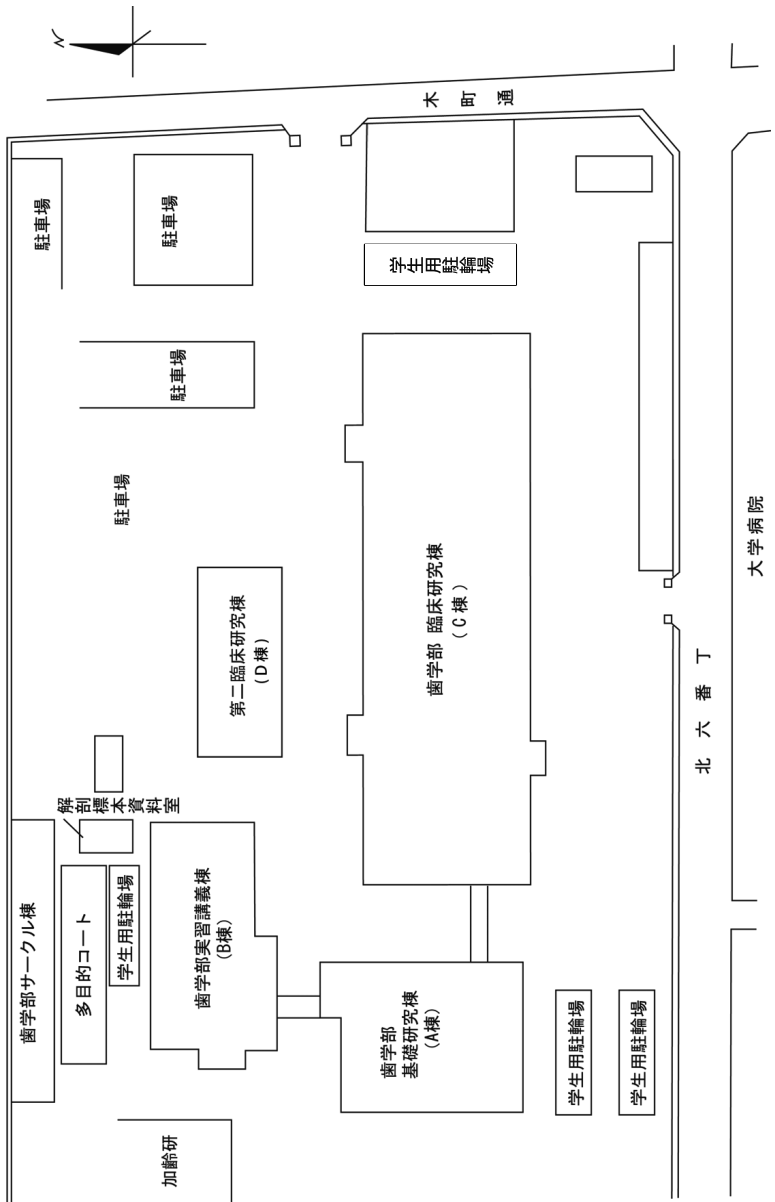 N
木町通
駐車場
駐車場
学生用駐輪場
駐車場
駐車場
第二臨床研究棟
(D棟)
歯学部 臨床研究棟
(C棟)
大学病院
北六番丁
解剖標本資料室
歯学部サークル棟
多目的コート
学生用駐輪場
歯学部実習講義棟
(B棟)
歯学部
基礎研究棟
(A棟)
学生用駐輪場
学生用駐輪場
加齢研